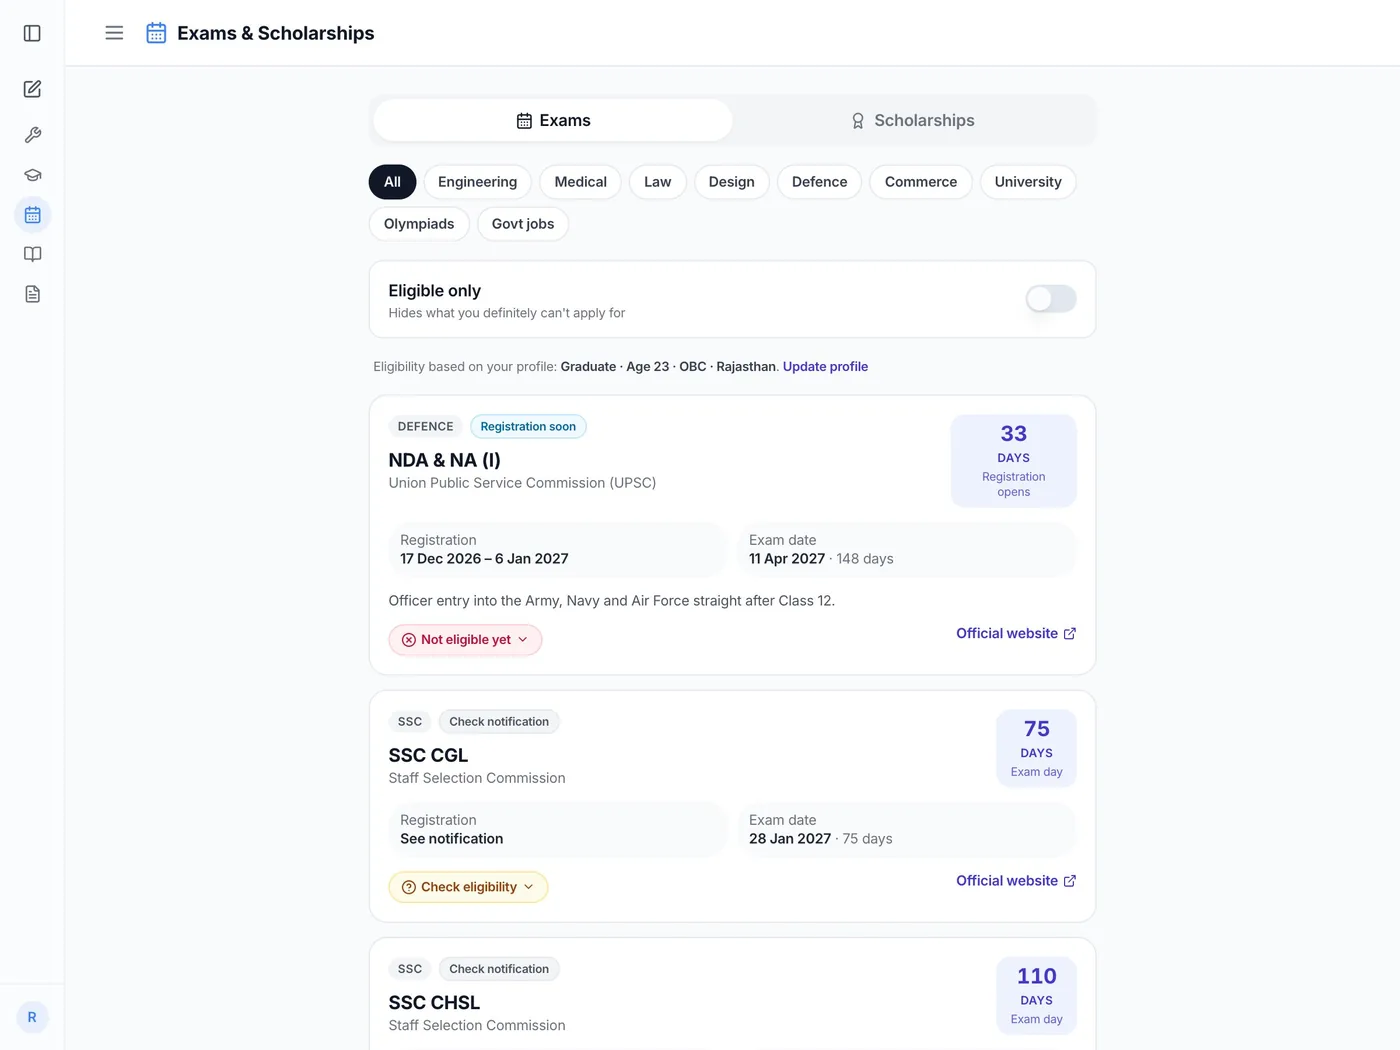 Exams & Scholarships
Exams
Scholarships
All
Engineering
Medical
Law
Design
Defence
Commerce
University
Olympiads
Govt jobs
Eligible only
Hides what you definitely can't apply for
Eligibility based on your profile: Graduate · Age 23 · OBC · Rajasthan. Update profile
DEFENCE
Registration soon
NDA & NA (I)
Union Public Service Commission (UPSC)
33
DAYS
Registration
opens
Registration
17 Dec 2026 – 6 Jan 2027
Exam date
11 Apr 2027 · 148 days
Officer entry into the Army, Navy and Air Force straight after Class 12.
Not eligible yet
Official website
SSC
Check notification
SSC CGL
Staff Selection Commission
75
DAYS
Exam day
Registration
See notification
Exam date
28 Jan 2027 · 75 days
Check eligibility
Official website
SSC
Check notification
SSC CHSL
Staff Selection Commission
110
DAYS
Exam day
R